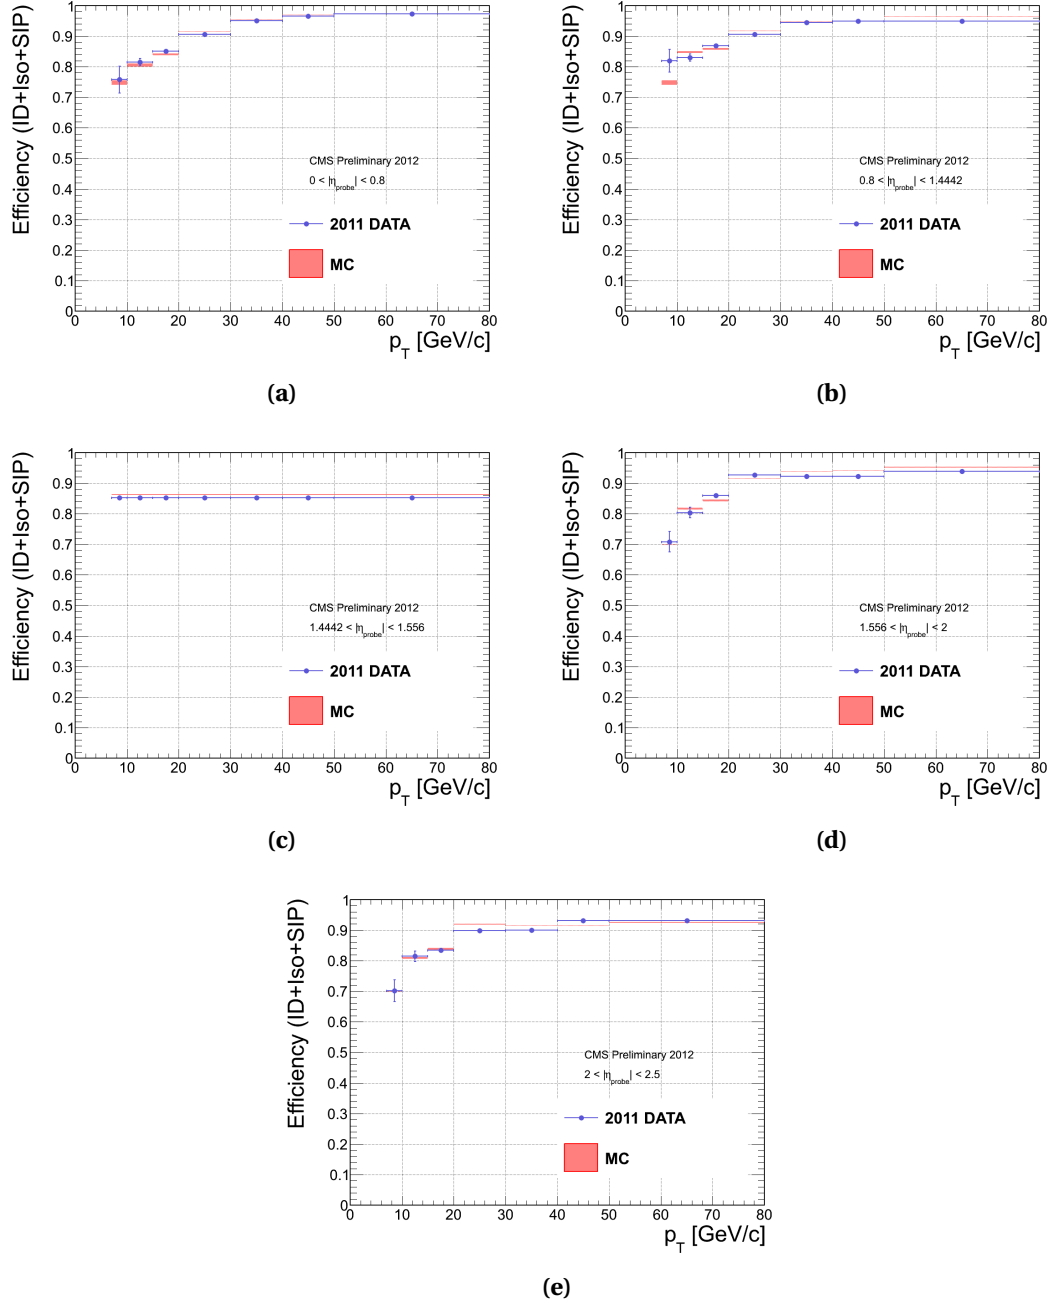 Efficiency (ID+Iso+SIP)
1
0.9
0.8
0.7
0.6
0.5
0.4
0.3
0.2
0.1
0
CMS Preliminary 2012
0 < |η_probe| < 0.8
2011 DATA
MC
0 10 20 30 40 50 60 70 80
p_T [GeV/c]
(a)
Efficiency (ID+Iso+SIP)
1
0.9
0.8
0.7
0.6
0.5
0.4
0.3
0.2
0.1
0
CMS Preliminary 2012
0.8 < |η_probe| < 1.4442
2011 DATA
MC
0 10 20 30 40 50 60 70 80
p_T [GeV/c]
(b)
Efficiency (ID+Iso+SIP)
1
0.9
0.8
0.7
0.6
0.5
0.4
0.3
0.2
0.1
0
CMS Preliminary 2012
1.4442 < |η_probe| < 1.556
2011 DATA
MC
0 10 20 30 40 50 60 70 80
p_T [GeV/c]
(c)
Efficiency (ID+Iso+SIP)
1
0.9
0.8
0.7
0.6
0.5
0.4
0.3
0.2
0.1
0
CMS Preliminary 2012
1.556 < |η_probe| < 2
2011 DATA
MC
0 10 20 30 40 50 60 70 80
p_T [GeV/c]
(d)
Efficiency (ID+Iso+SIP)
1
0.9
0.8
0.7
0.6
0.5
0.4
0.3
0.2
0.1
0
CMS Preliminary 2012
2 < |η_probe| < 2.5
2011 DATA
MC
0 10 20 30 40 50 60 70 80
p_T [GeV/c]
(e)